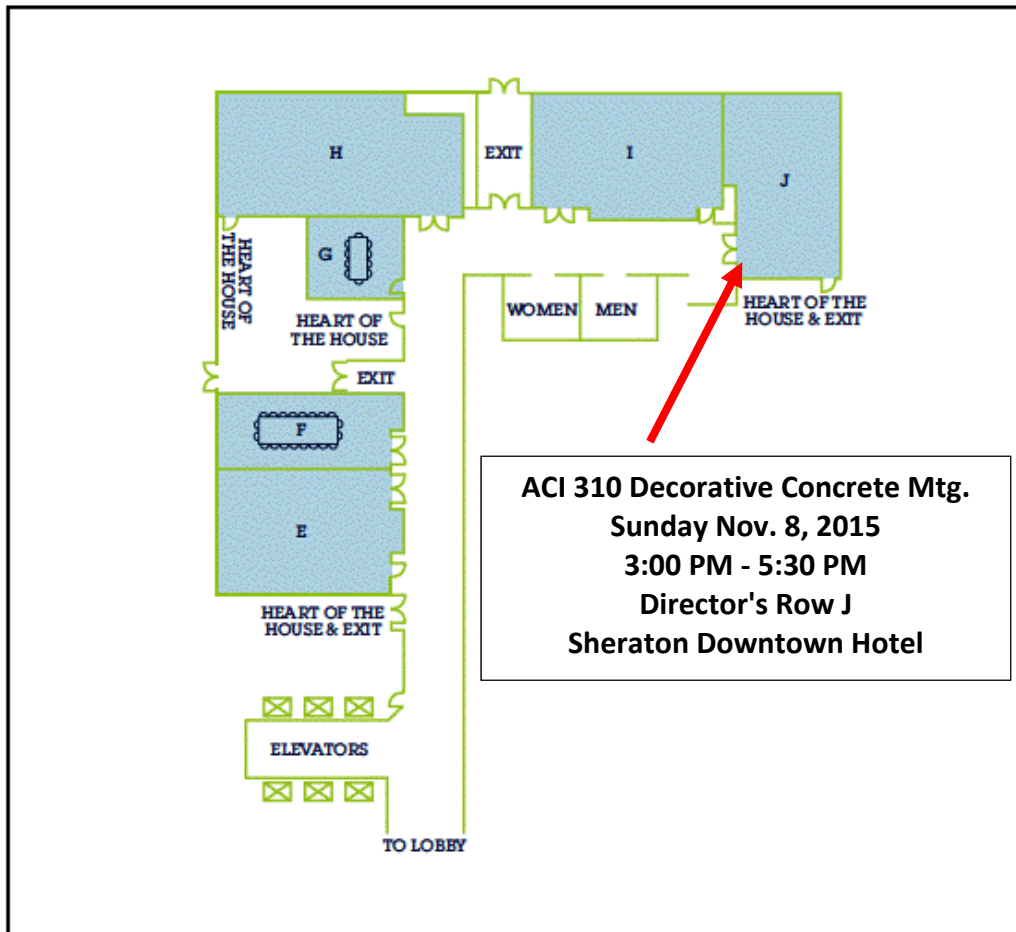 H
EXIT
I
J
G
HEART OF
THE HOUSE
HEART OF
THE HOUSE
WOMEN
MEN
HEART OF THE
HOUSE & EXIT
EXIT
F
E
HEART OF THE
HOUSE & EXIT
ACI 310 Decorative Concrete Mtg.
Sunday Nov. 8, 2015
3:00 PM - 5:30 PM
Director's Row J
Sheraton Downtown Hotel
ELEVATORS
TO LOBBY